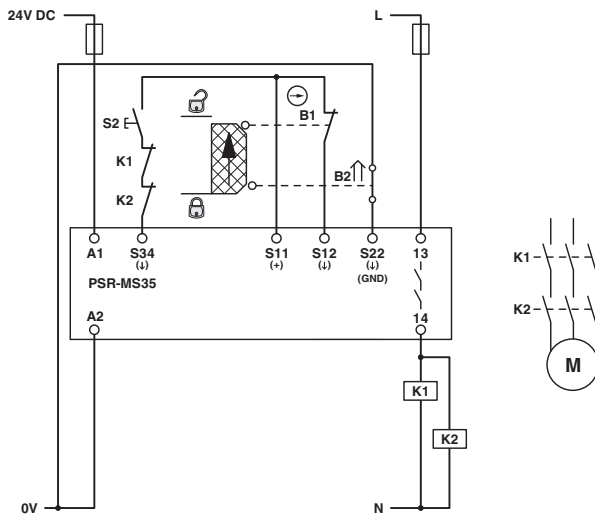 24V DC
L
S2
B1
K1
B2
K2
A1
S34
(↓)
S11
(+)
S12
(↓)
S22
(↓)
(GND)
13
PSR-MS35
A2
14
K1
K2
0V
N
K1
K2
M